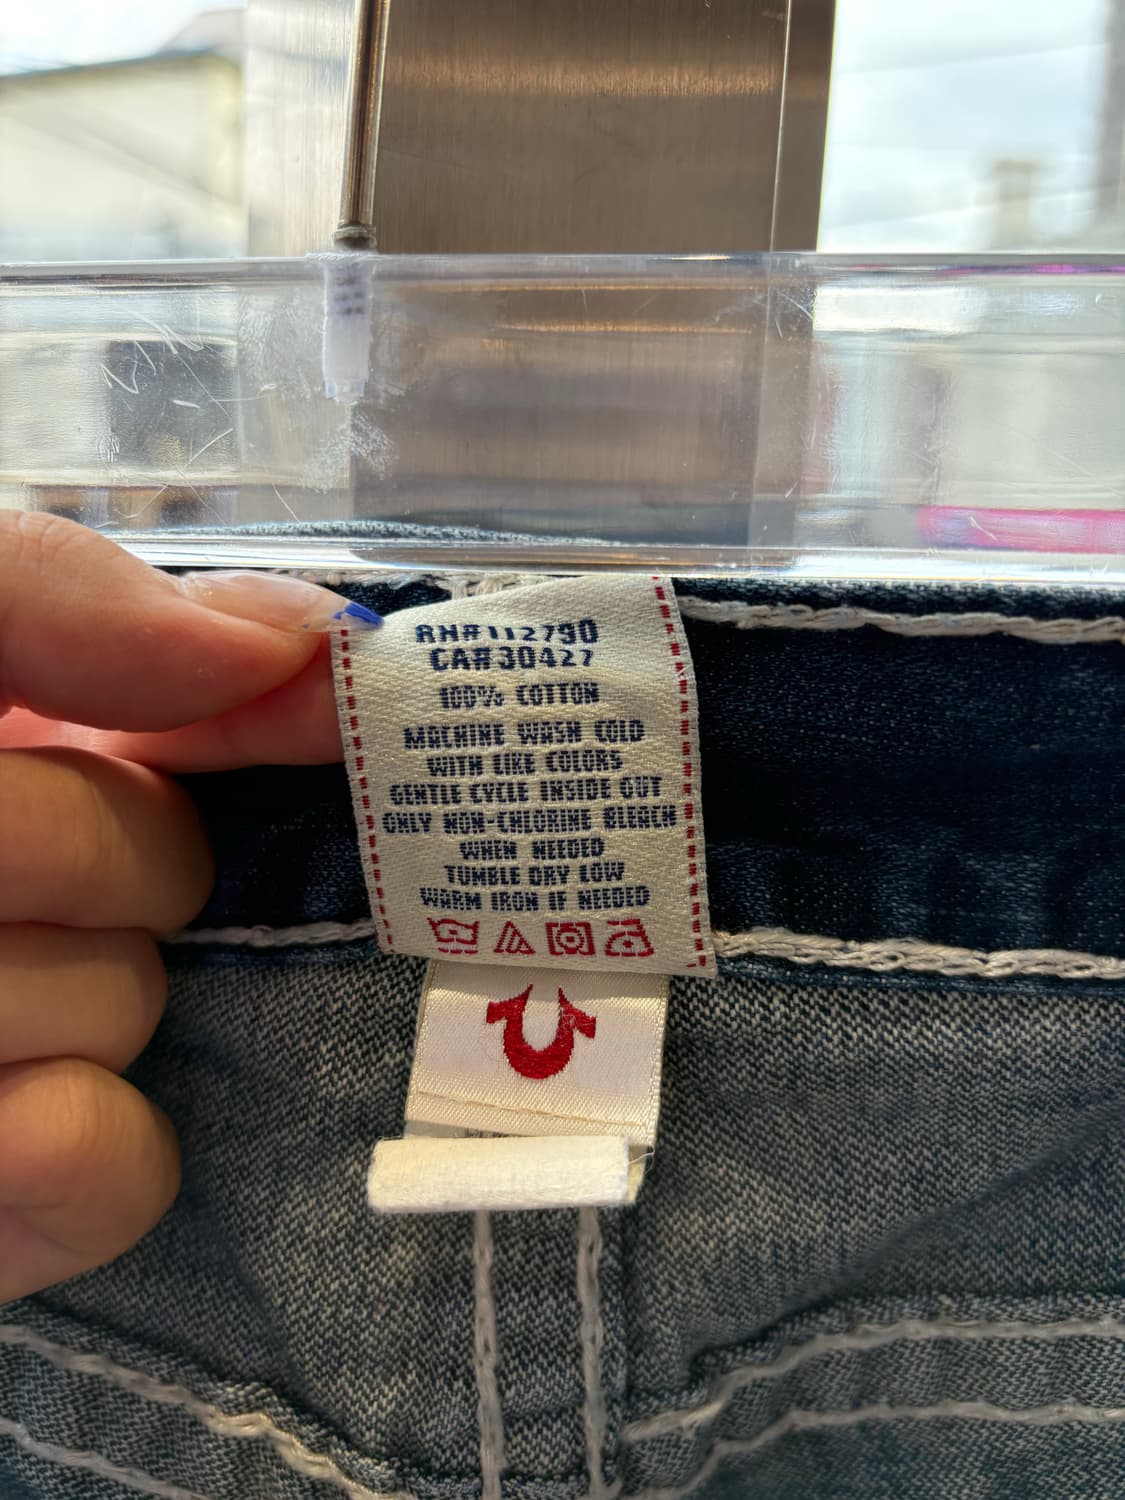 RN# 112790
CA# 30427
100% COTTON
MACHINE WASH COLD
WITH LIKE COLORS
GENTLE CYCLE INSIDE OUT
ONLY NON-CHLORINE BLEACH
WHEN NEEDED
TUMBLE DRY LOW
WARM IRON IF NEEDED